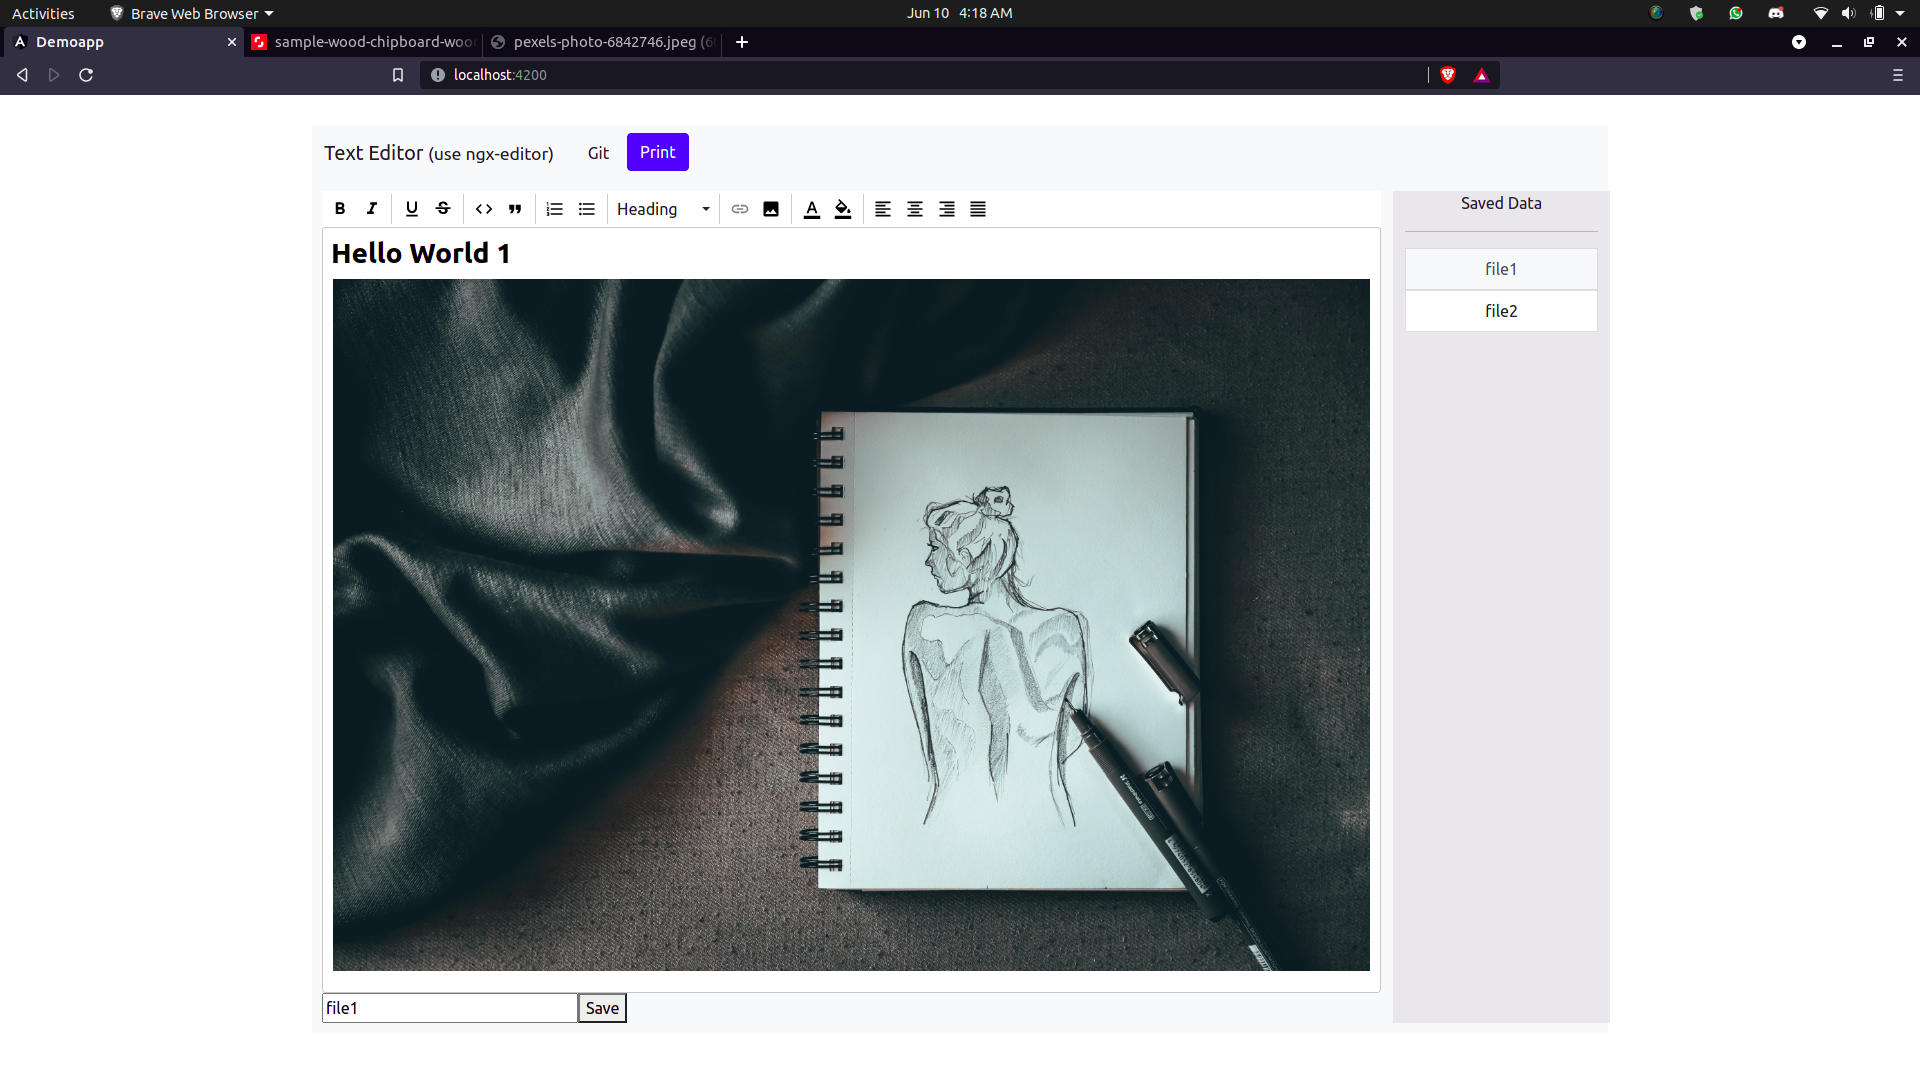 Activities Brave Web Browser Jun 10 4:18 AM
Demoapp sample-wood-chipboard-woo pexels-photo-6842746.jpeg (6
localhost:4200
Text Editor (use ngx-editor) Git Print
Heading
Saved Data
Hello World 1
file1
file2
file1 Save